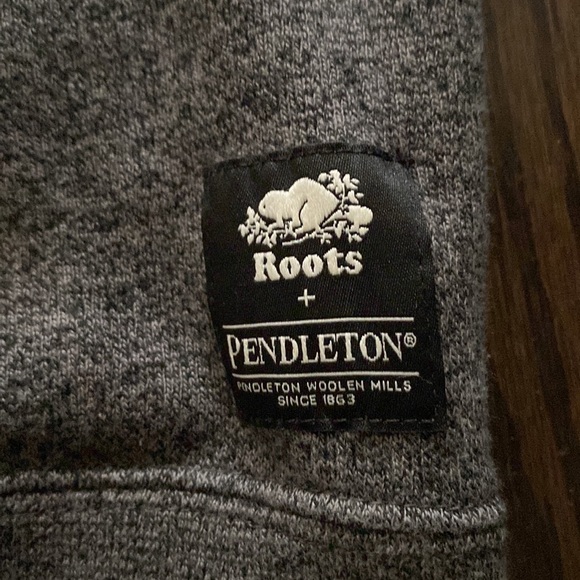 Roots
+
PENDLETON®
PENDLETON WOOLEN MILLS
SINCE 1863